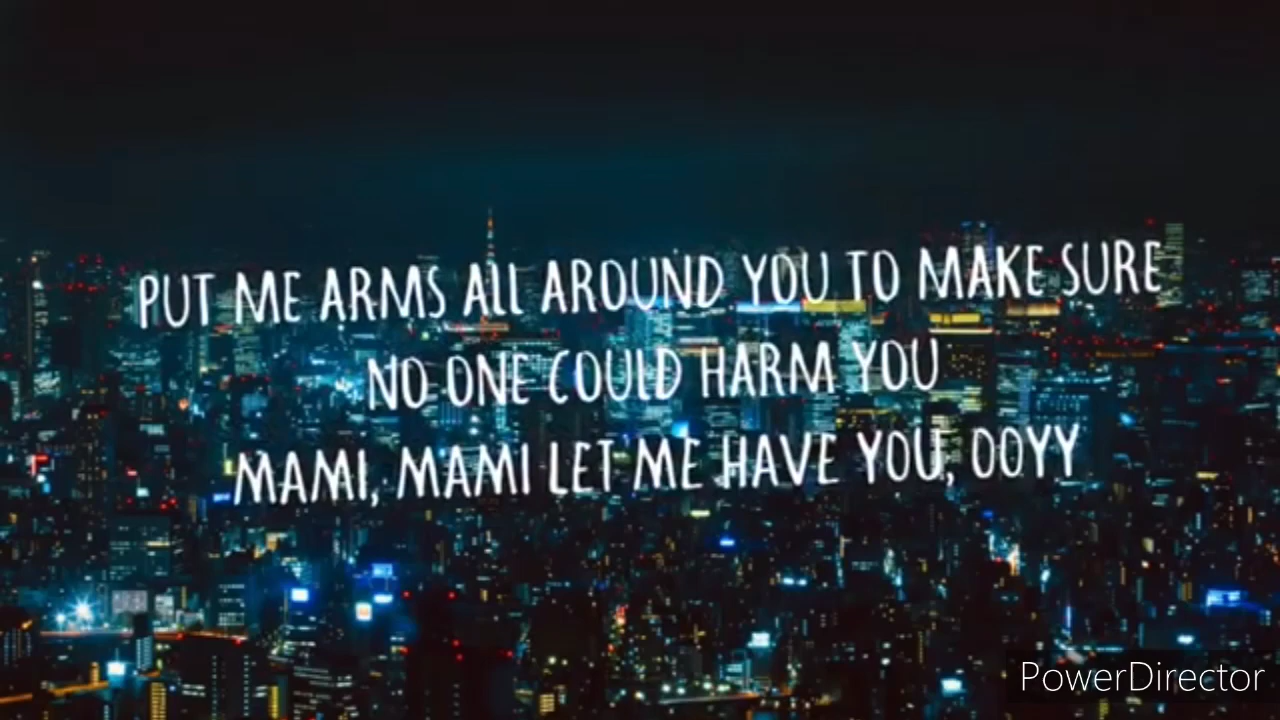 PUT ME ARMS ALL AROUND YOU TO MAKE SURE
NO ONE COULD HARM YOU
MAMI, MAMI LET ME HAVE YOU, OOYY
PowerDirector